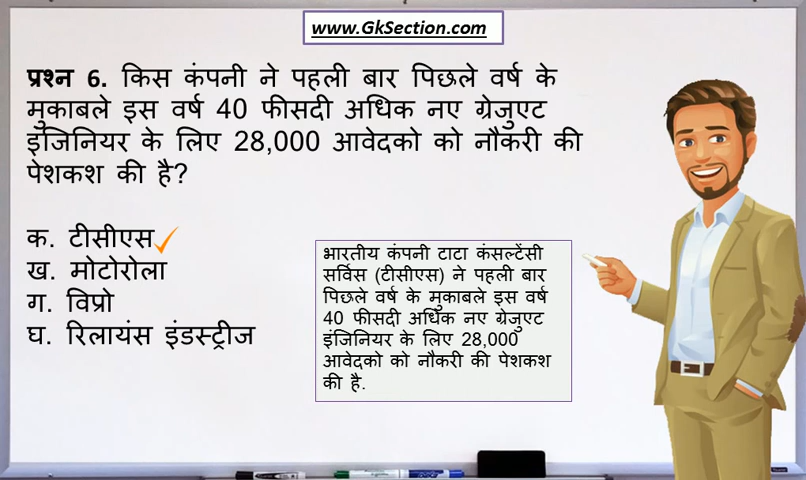 www.GkSection.com
प्रश्न 6. किस कंपनी ने पहली बार पिछले वर्ष के
मुकाबले इस वर्ष 40 फीसदी अधिक नए ग्रेजुएट
इंजिनियर के लिए 28,000 आवेदको को नौकरी की
पेशकश की है?
क. टीसीएस
ख. मोटोरोला
ग. विप्रो
घ. रिलायंस इंडस्ट्रीज
भारतीय कंपनी टाटा कंसल्टेंसी
सर्विस (टीसीएस) ने पहली बार
पिछले वर्ष के मुकाबले इस वर्ष
40 फीसदी अधिक नए ग्रेजुएट
इंजिनियर के लिए 28,000
आवेदको को नौकरी की पेशकश
की है.